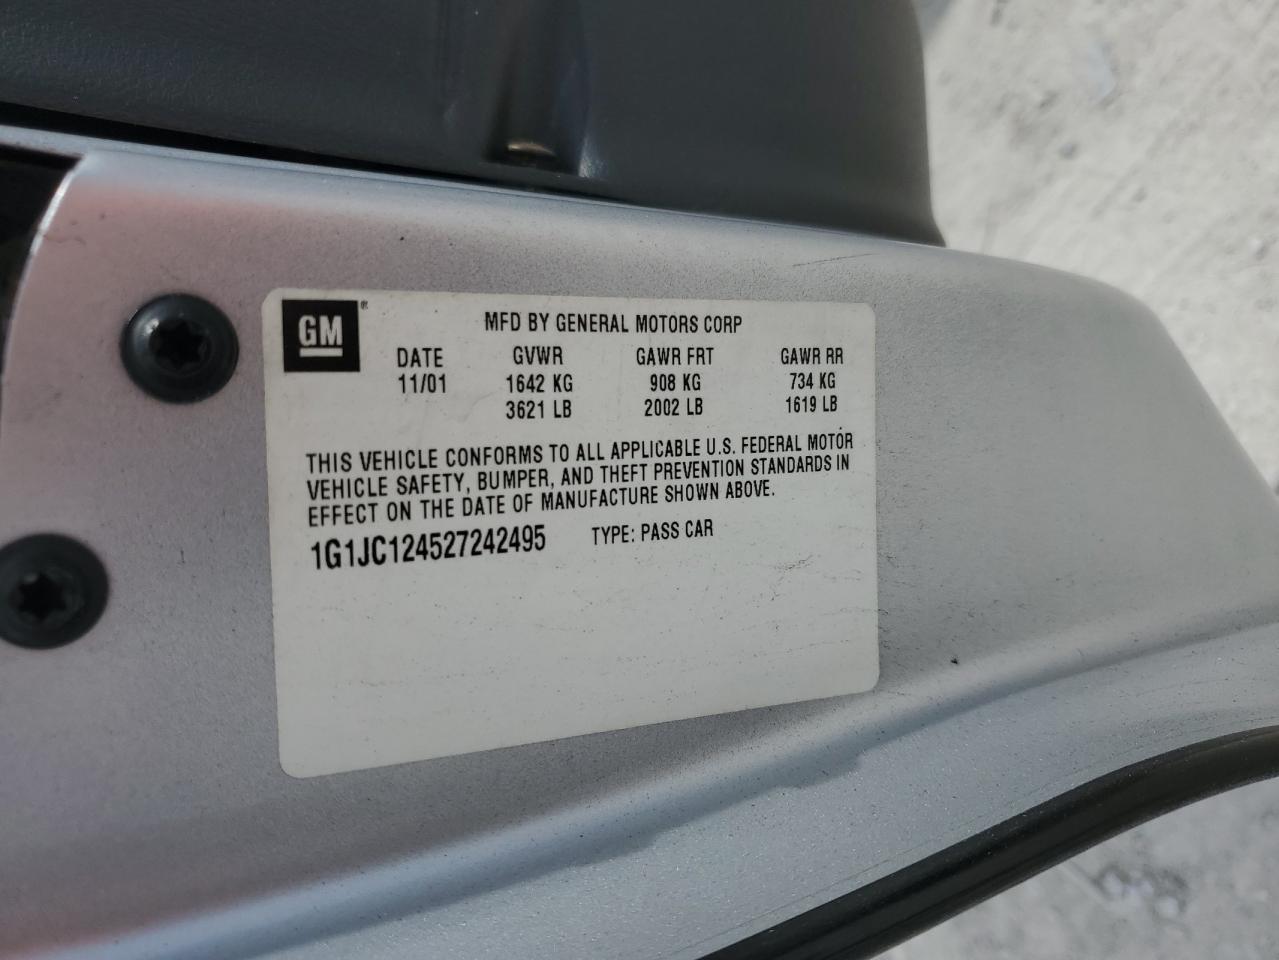 GM®
MFD BY GENERAL MOTORS CORP
DATE GVWR GAWR FRT GAWR RR
11/01 1642 KG 908 KG 734 KG
3621 LB 2002 LB 1619 LB
THIS VEHICLE CONFORMS TO ALL APPLICABLE U.S. FEDERAL MOTOR
VEHICLE SAFETY, BUMPER, AND THEFT PREVENTION STANDARDS IN
EFFECT ON THE DATE OF MANUFACTURE SHOWN ABOVE.
1G1JC124527242495 TYPE: PASS CAR